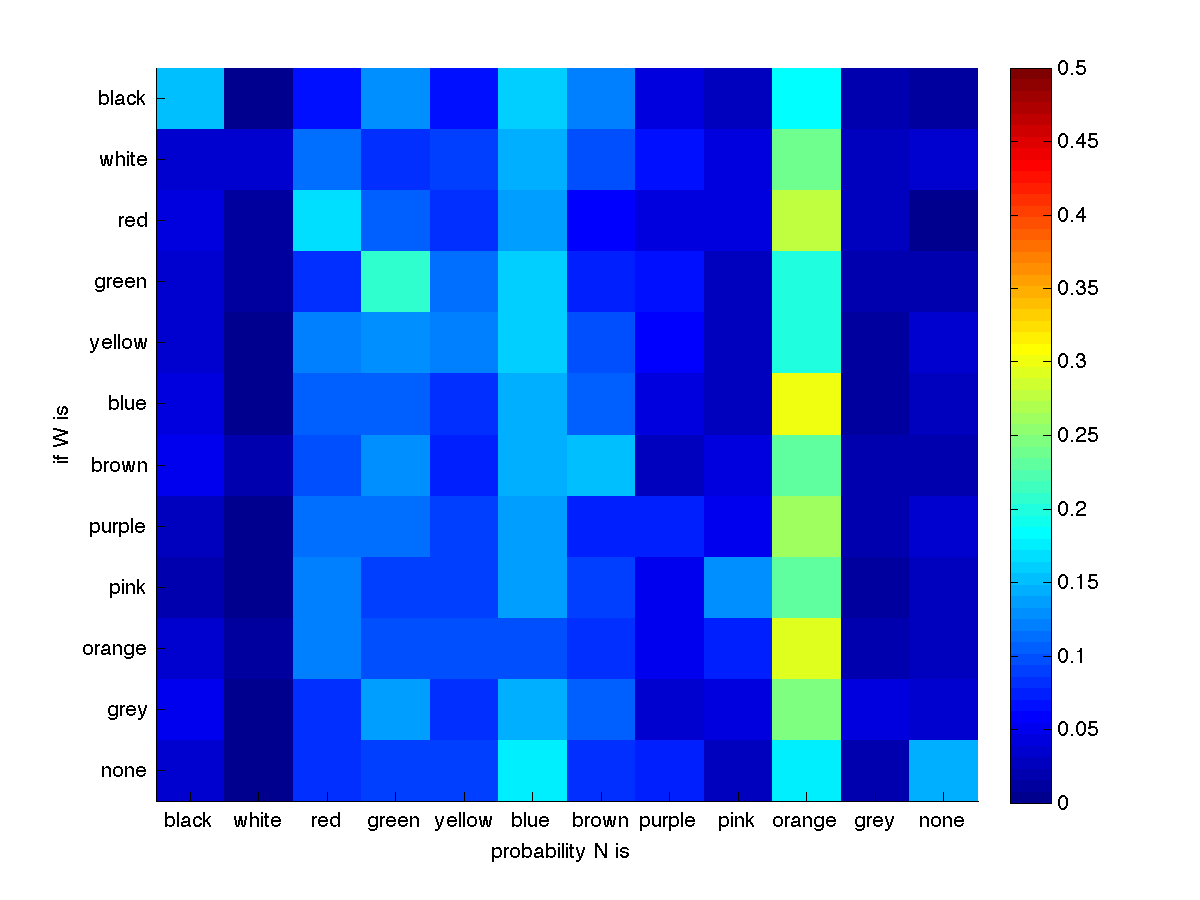 black
white
red
green
yellow
blue
brown
purple
pink
orange
grey
none
if W is
black white red green yellow blue brown purple pink orange grey none
probability N is
0.5
0.45
0.4
0.35
0.3
0.25
0.2
0.15
0.1
0.05
0